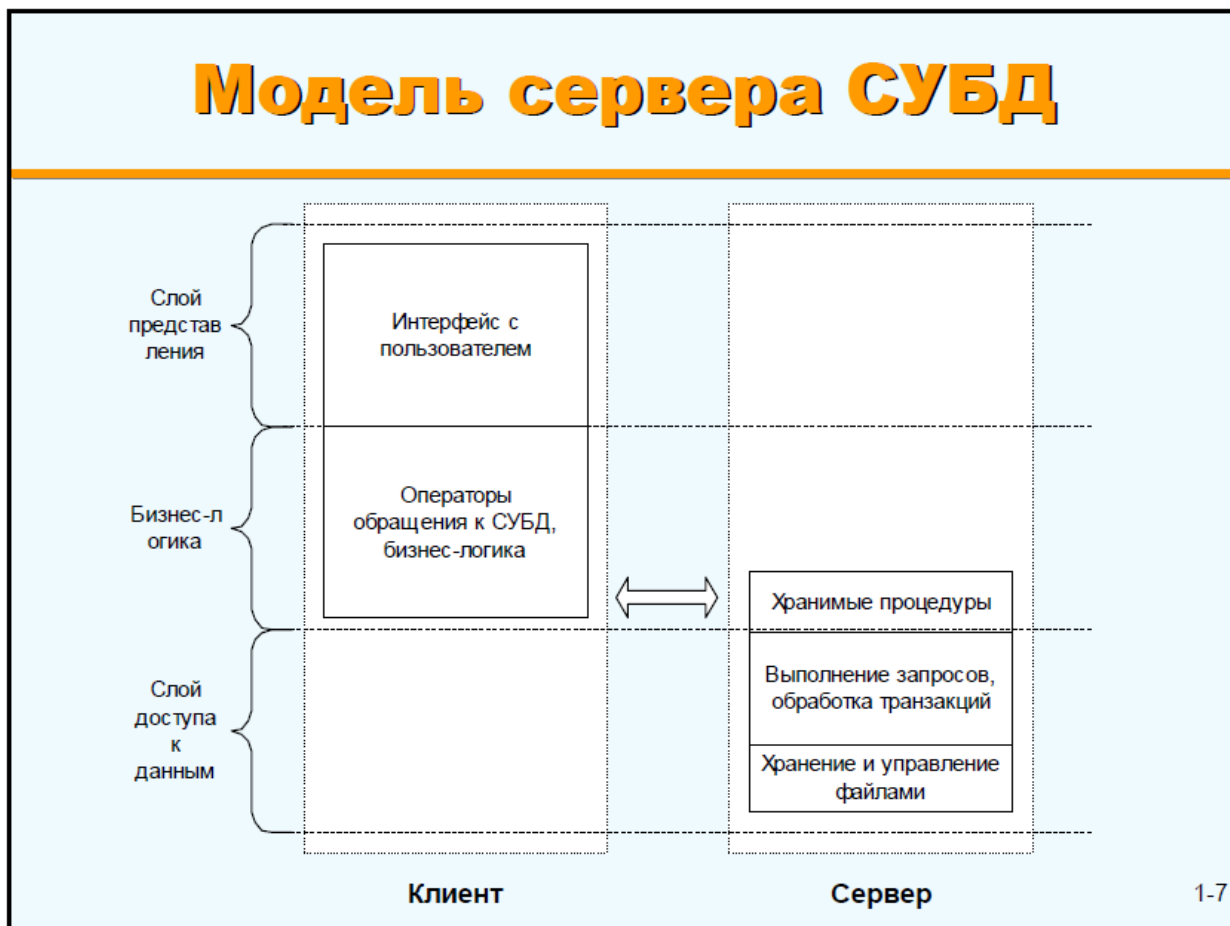 Модель сервера СУБД
Слой
представ
ления
Интерфейс с
пользователем
Бизнес-л
огика
Операторы
обращения к СУБД,
бизнес-логика
Хранимые процедуры
Слой
доступа
к
данным
Выполнение запросов,
обработка транзакций
Хранение и управление
файлами
Клиент
Сервер
1-7